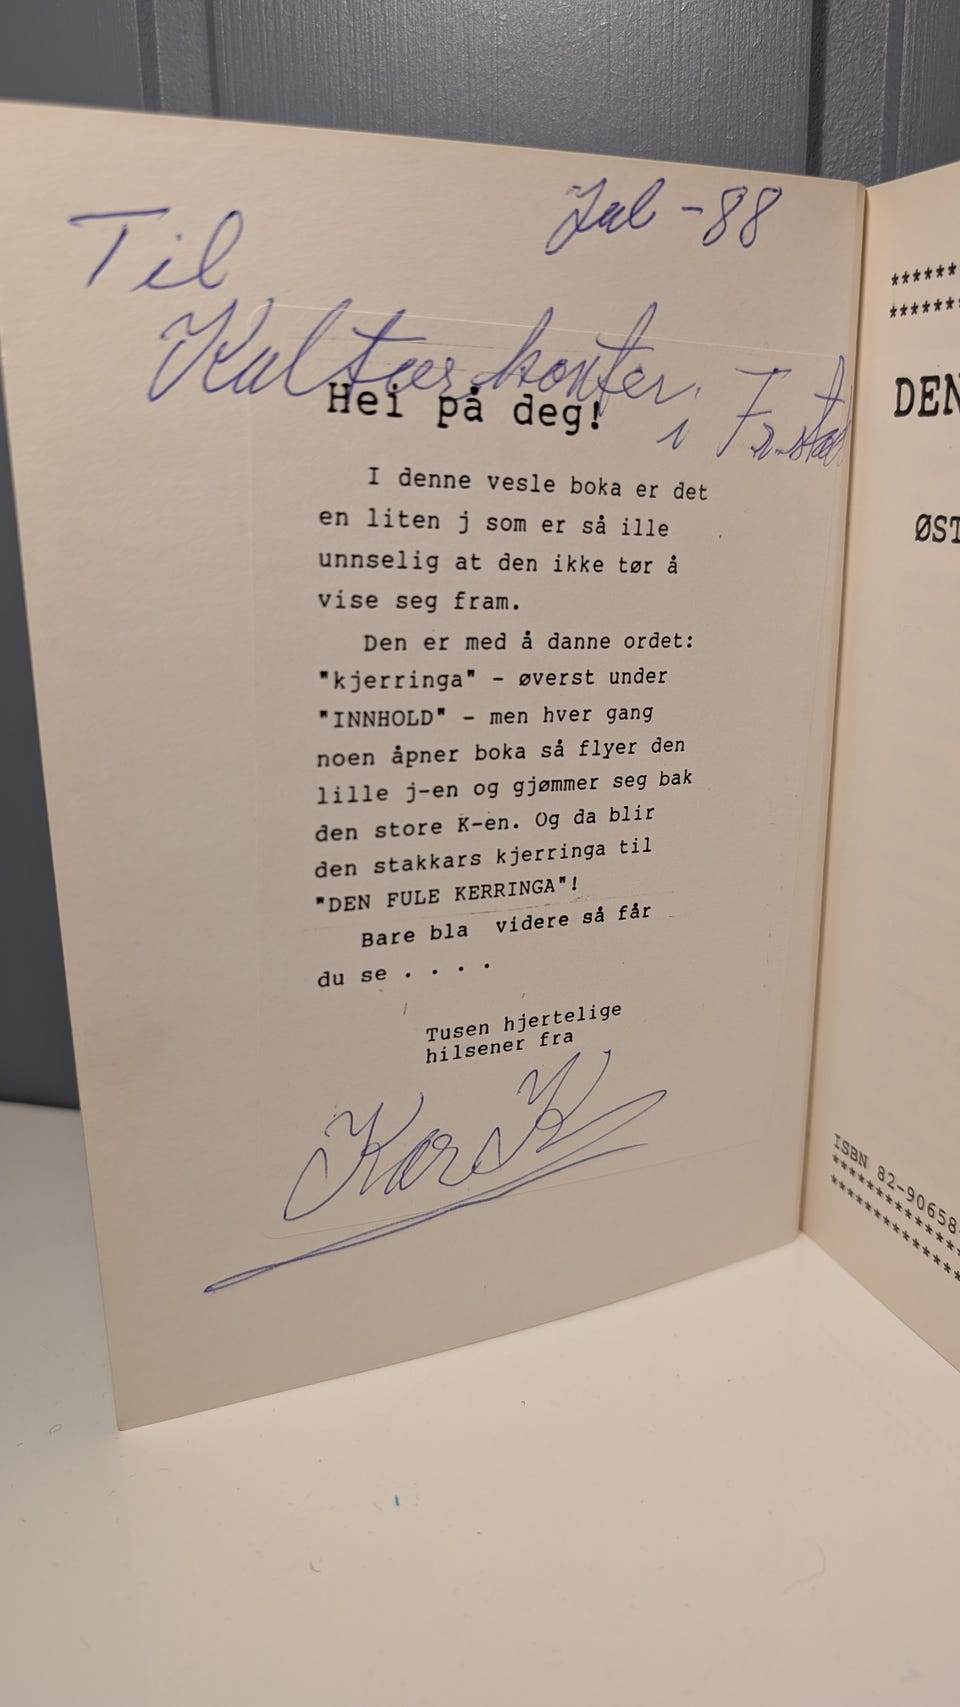 Jul - 88
Til
Kulturkontor
i Fr.stad
Hei på deg!
I denne vesle boka er det
en liten j som er så ille
unnselig at den ikke tør å
vise seg fram.
Den er med å danne ordet:
"kjerringa" - øverst under
"INNHOLD" - men hver gang
noen åpner boka så flyer den
lille j-en og gjømmer seg bak
den store K-en. Og da blir
den stakkars kjerringa til
"DEN FULE KERRINGA"!
Bare bla videre så får
du se . . . .
Tusen hjertelige
hilsener fra
******
*******
DEN
ØST
ISBN 82-90658-